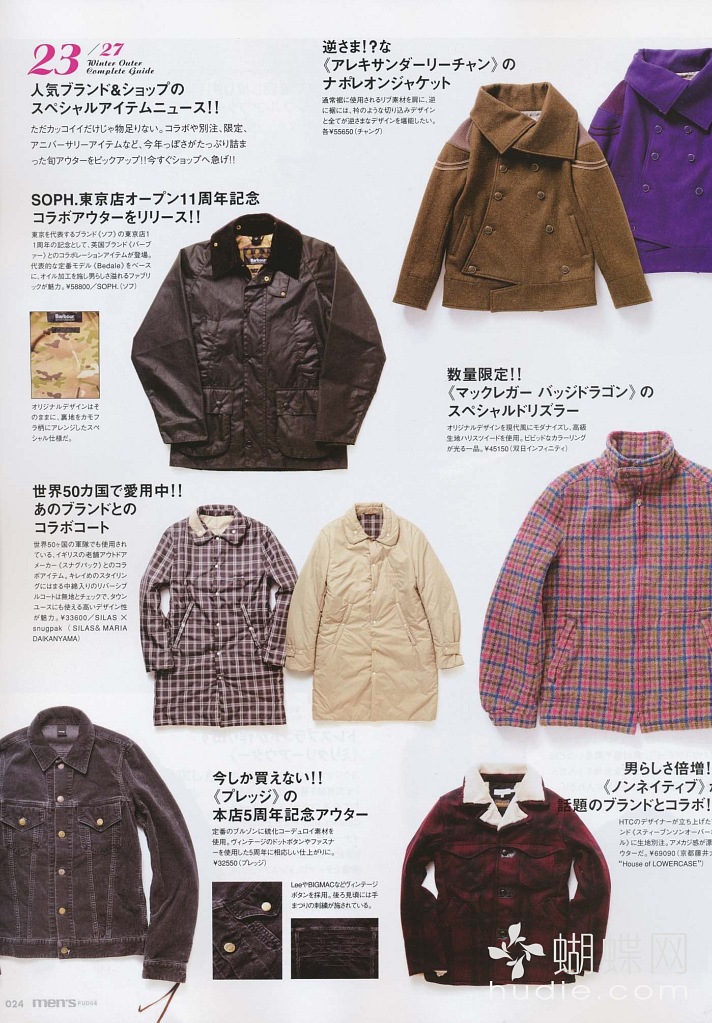 23/27
Winter Outer
Complete Guide
人気ブランド&ショップの
スペシャルアイテムニュース!!
ただカッコイイだけじゃ物足りない。コラボや別注、限定、
アニバーサリーアイテムなど、今年っぽさがたっぷり詰ま
った旬アウターをピックアップ!!今すぐショップへ急げ!!
逆さま!?な
《アレキサンダーリーチャン》の
ナポレオンジャケット
通常裾に使用されるリブ素材を肩に、逆
に裾には、衿のような切り込みデザイン
と全てが逆さまなデザインを堪能したい。
各¥55650(チャング)
SOPH.東京店オープン11周年記念
コラボアウターをリリース!!
東京を代表するブランド《ソフ》の東京店1
1周年の記念として、英国ブランド《バーブ
ァー》とのコラボレーションアイテムが登場。
代表的な定番モデル《Bedale》をベース
に、オイル加工を施し男らしさ溢れるファブリ
ックが魅力。¥58800/SOPH.(ソフ)
Barbour
Barbour
オリジナルデザインはそ
のままに、裏地をカモフ
ラ柄にアレンジしたスペ
シャル仕様だ。
数量限定!!
《マックレガー バッジドラゴン》の
スペシャルドリズラー
オリジナルデザインを現代風にモダナイズし、高級
生地ハリスツイードを使用。ビビッドなカラーリング
が光る一品。¥45150(双日インフィニティ)
世界50カ国で愛用中!!
あのブランドとの
コラボコート
世界50ヶ国の軍隊でも使用され
ている、イギリスの老舗アウトドア
メーカー《スナグパック》とのコラ
ボアイテム。キレイめのスタイリン
グにはまる中綿入りのリバーシブ
ルコートは無地とチェックで、タウン
ユースにも使える高いデザイン性
が魅力。¥33600/SILAS ×
snugpak (SILAS& MARIA
DAIKANYAMA)
今しか買えない!!
《プレッジ》の
本店5周年記念アウター
定番のブルゾンに硫化コーデュロイ素材を
使用。ヴィンテージのドットボタンやファスナ
ーを使用した5周年に相応しい仕上がりに。
¥32550(プレッジ)
LeeやBIGMACなどヴィンテージ
ボタンを採用。後ろ見頃には手
まつりの刺繍が施されている。
男らしさ倍増!
《ノンネイティブ》が
話題のブランドとコラボ!
HTCのデザイナーが立ち上げた
ンド《スティーブンソンオーバー
ル》に生地別注。アメカジ感が漂
ウターだ。¥69090(京都藤井
"House of LOWERCASE")
024 men's FUDGE
蝴蝶网
hudie.com